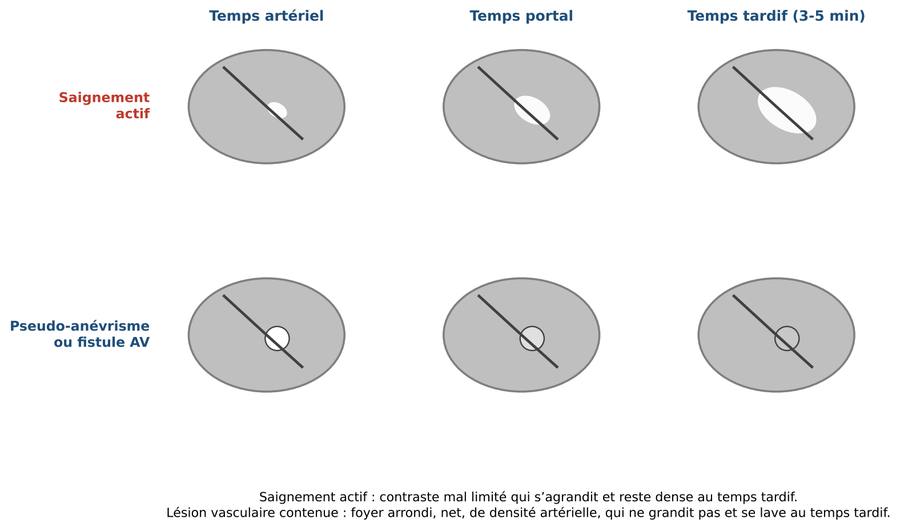 Temps artériel
Temps portal
Temps tardif (3-5 min)
Saignement
actif
Pseudo-anévrisme
ou fistule AV
Saignement actif : contraste mal limité qui s’agrandit et reste dense au temps tardif.
Lésion vasculaire contenue : foyer arrondi, net, de densité artérielle, qui ne grandit pas et se lave au temps tardif.